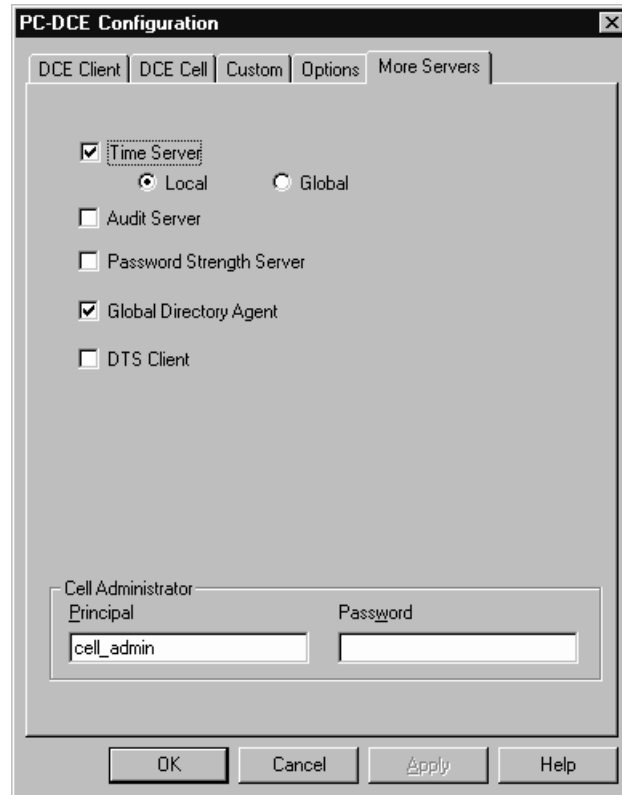 PC-DCE Configuration
DCE Client DCE Cell Custom Options More Servers
Time Server
Local Global
Audit Server
Password Strength Server
Global Directory Agent
DTS Client
Cell Administrator
Principal Password
cell_admin
OK Cancel Apply Help